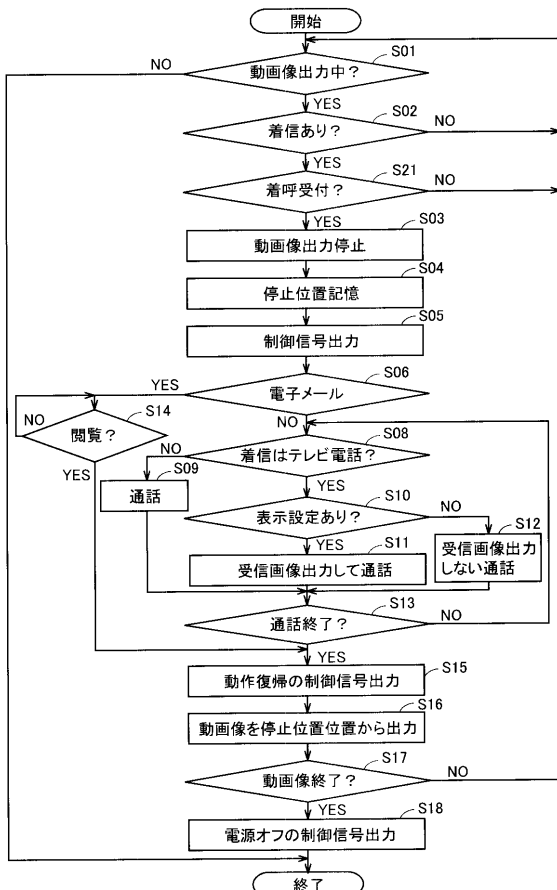 開始
S01
NO
動画像出力中？
YES
S02
着信あり？
NO
YES
S21
着呼受付？
NO
YES
S03
動画像出力停止
S04
停止位置記憶
S05
制御信号出力
S06
YES
電子メール
S14
NO
NO
閲覧？
S08
NO
着信はテレビ電話？
YES
S09
YES
通話
S10
表示設定あり？
NO
S12
YES
S11
受信画像出力
しない通話
受信画像出力して通話
S13
通話終了？
NO
YES
S15
動作復帰の制御信号出力
S16
動画像を停止位置位置から出力
S17
動画像終了？
NO
YES
S18
電源オフの制御信号出力
終了